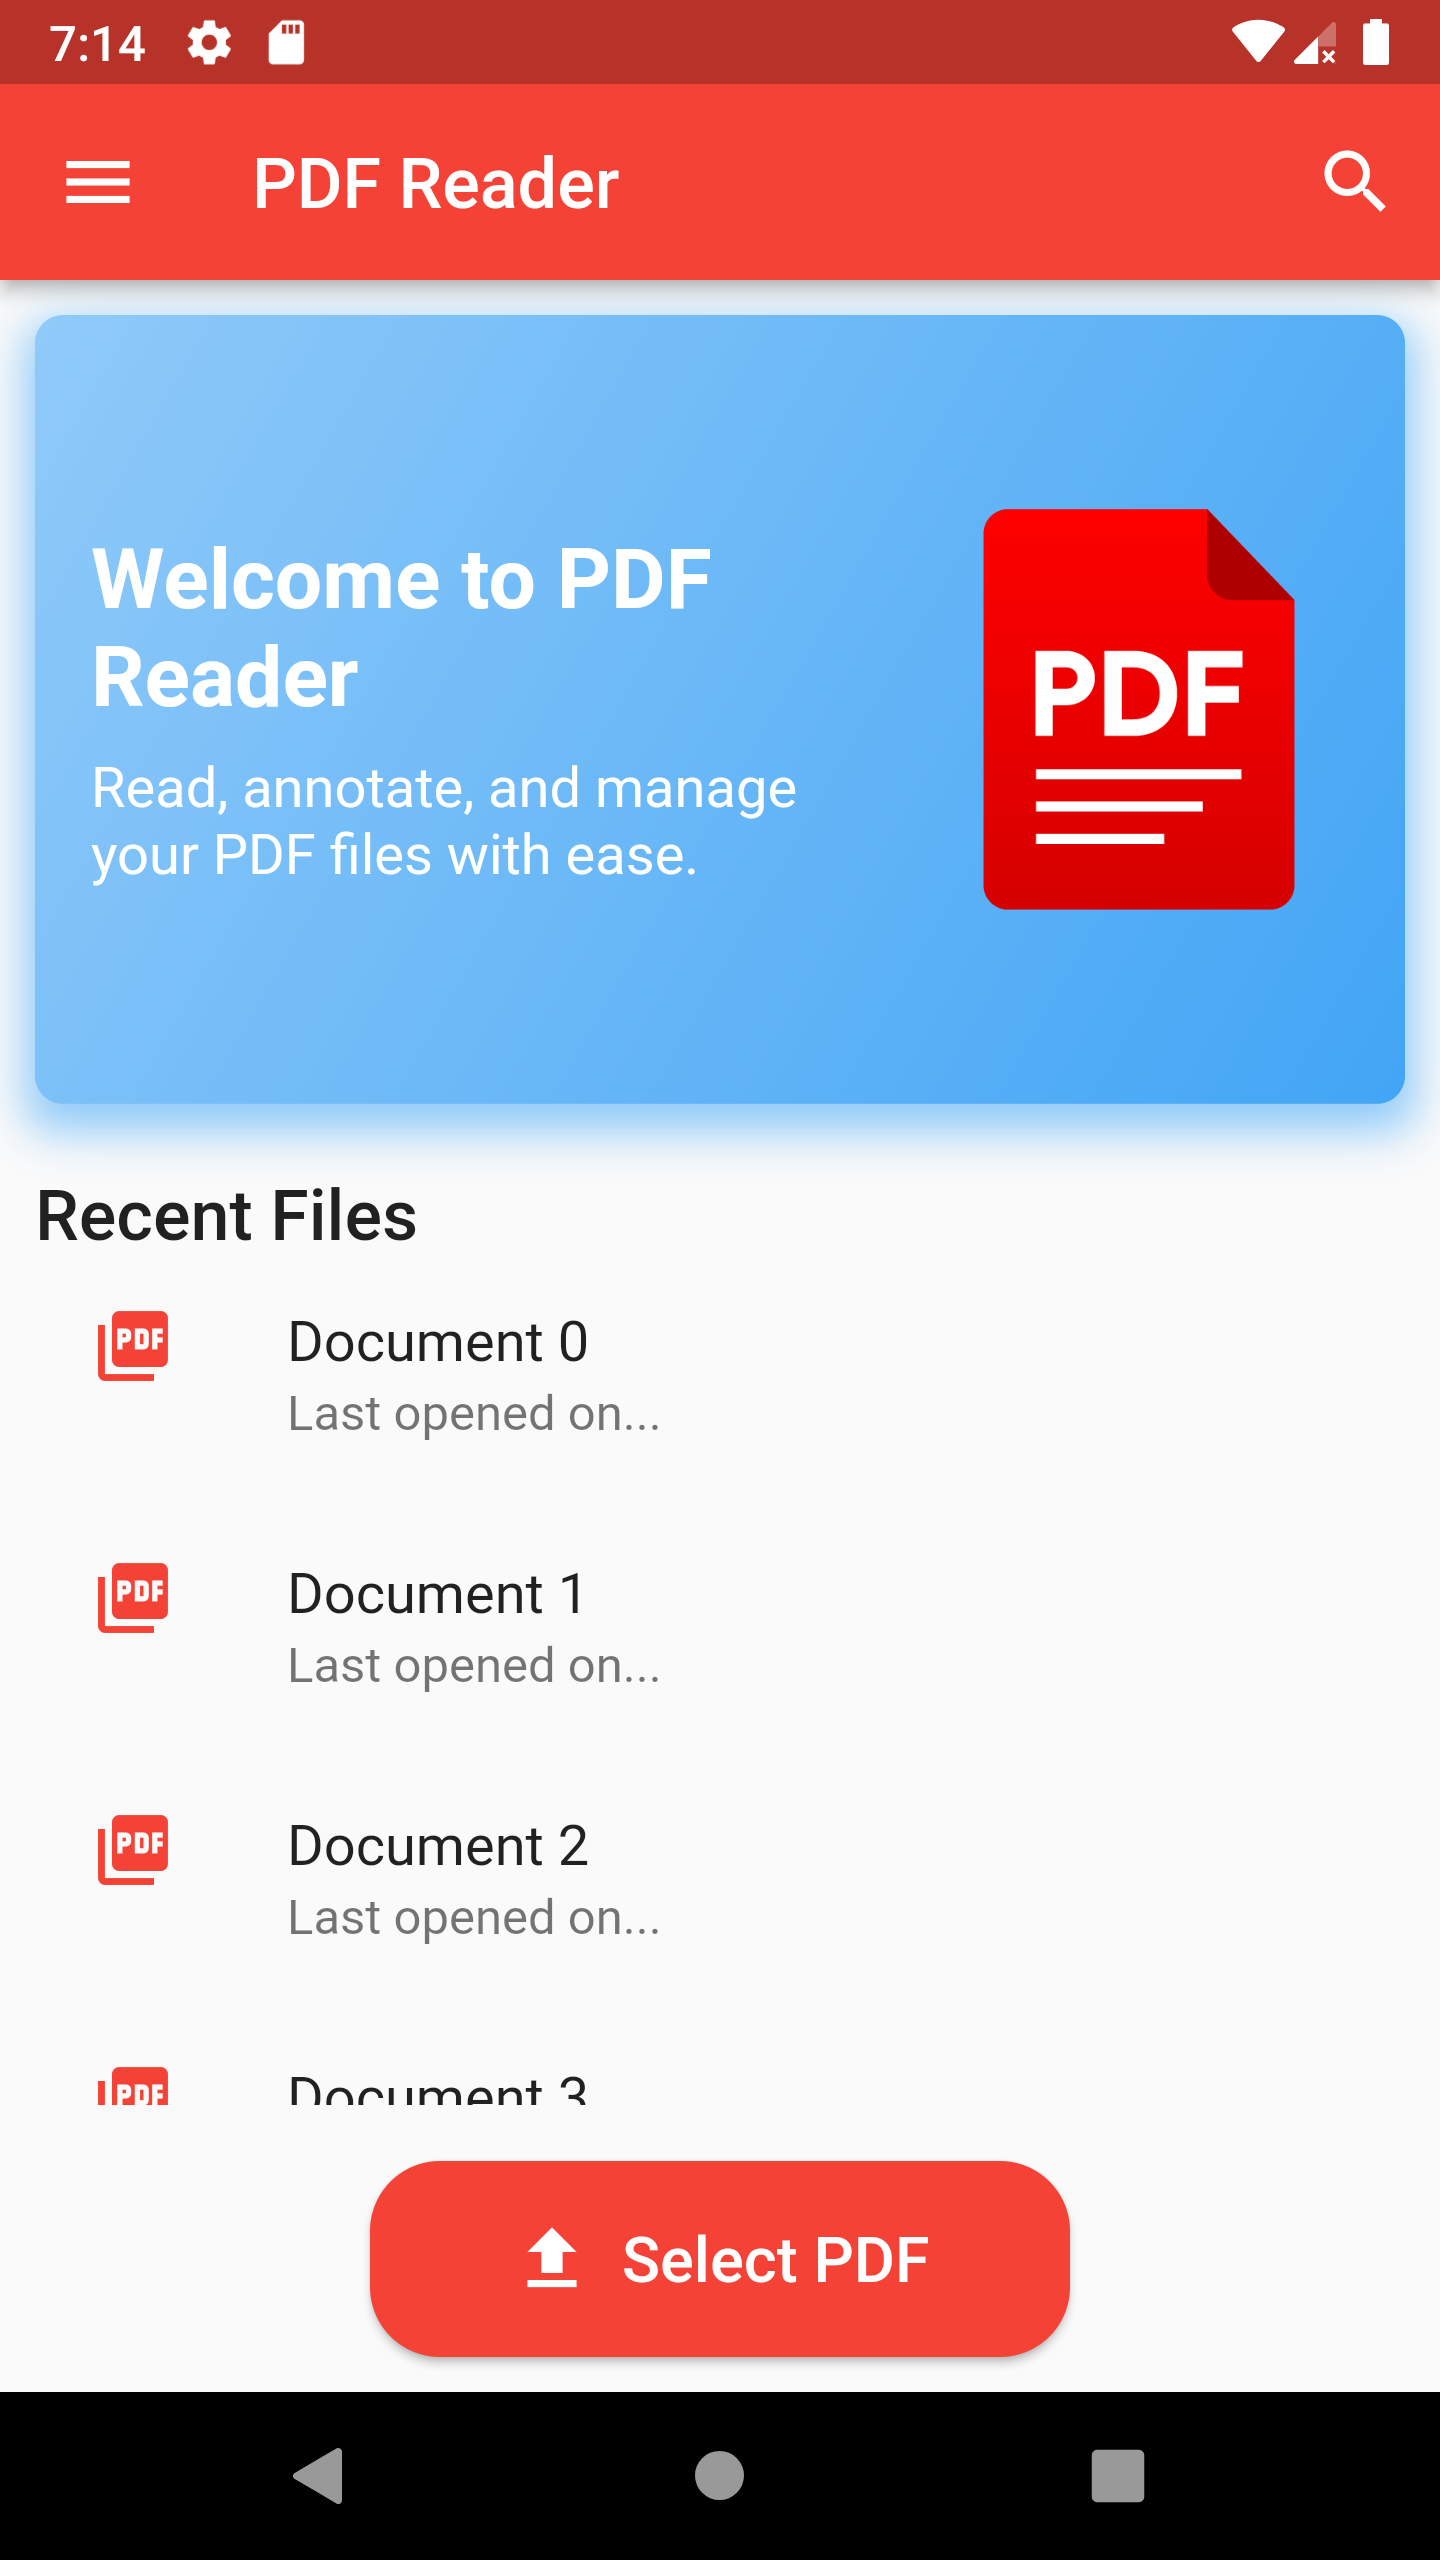 7:14
PDF Reader
Welcome to PDF
Reader
Read, annotate, and manage
your PDF files with ease.
PDF
Recent Files
PDF
Document 0
Last opened on...
PDF
Document 1
Last opened on...
PDF
Document 2
Last opened on...
PDF
Document 3
Select PDF